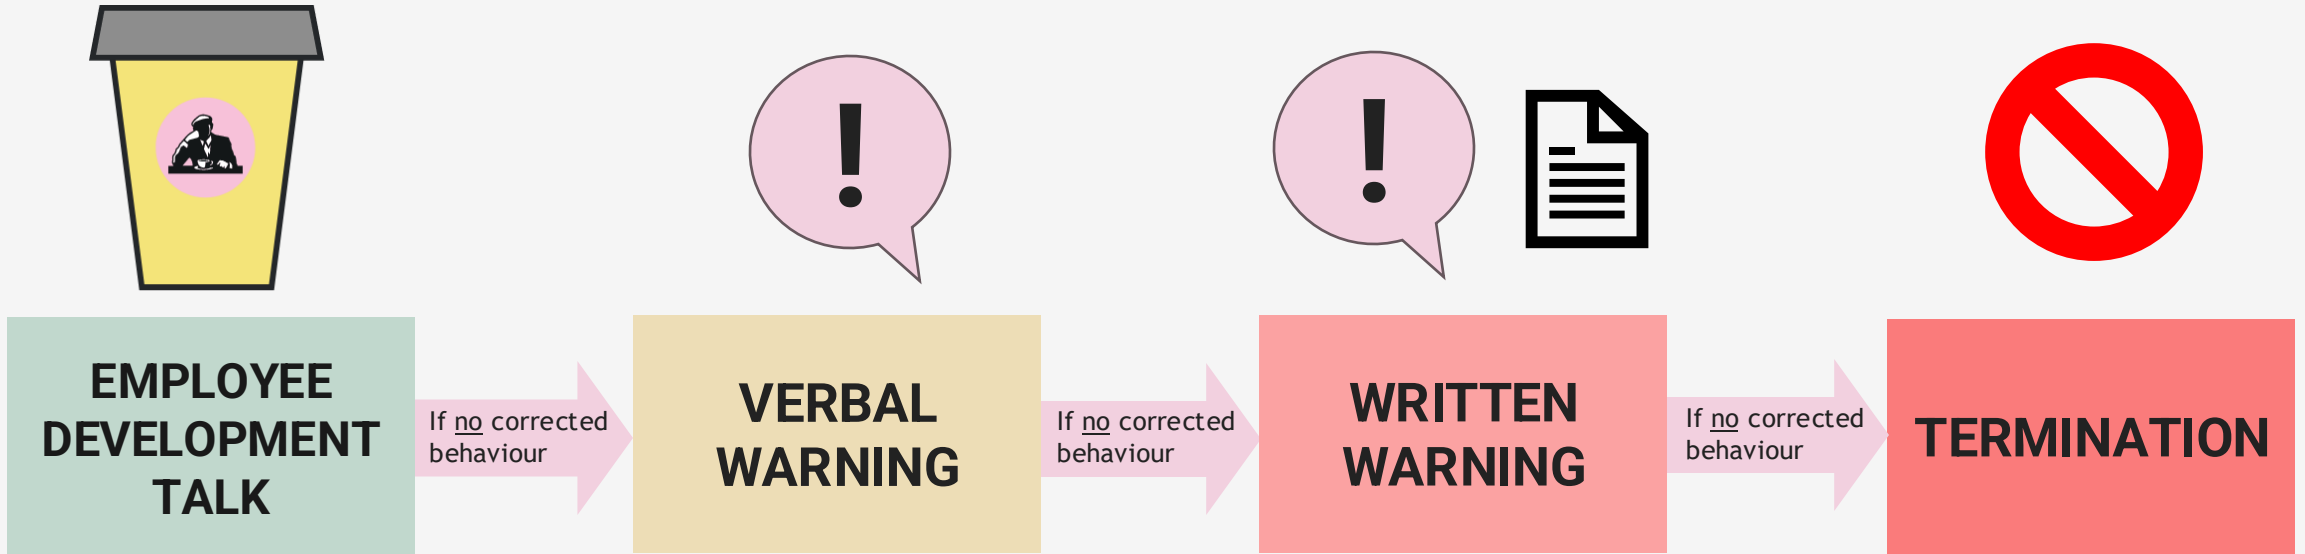 EMPLOYEE
DEVELOPMENT
TALK
If no corrected
behaviour
VERBAL
WARNING
If no corrected
behaviour
WRITTEN
WARNING
If no corrected
behaviour
TERMINATION
!
!